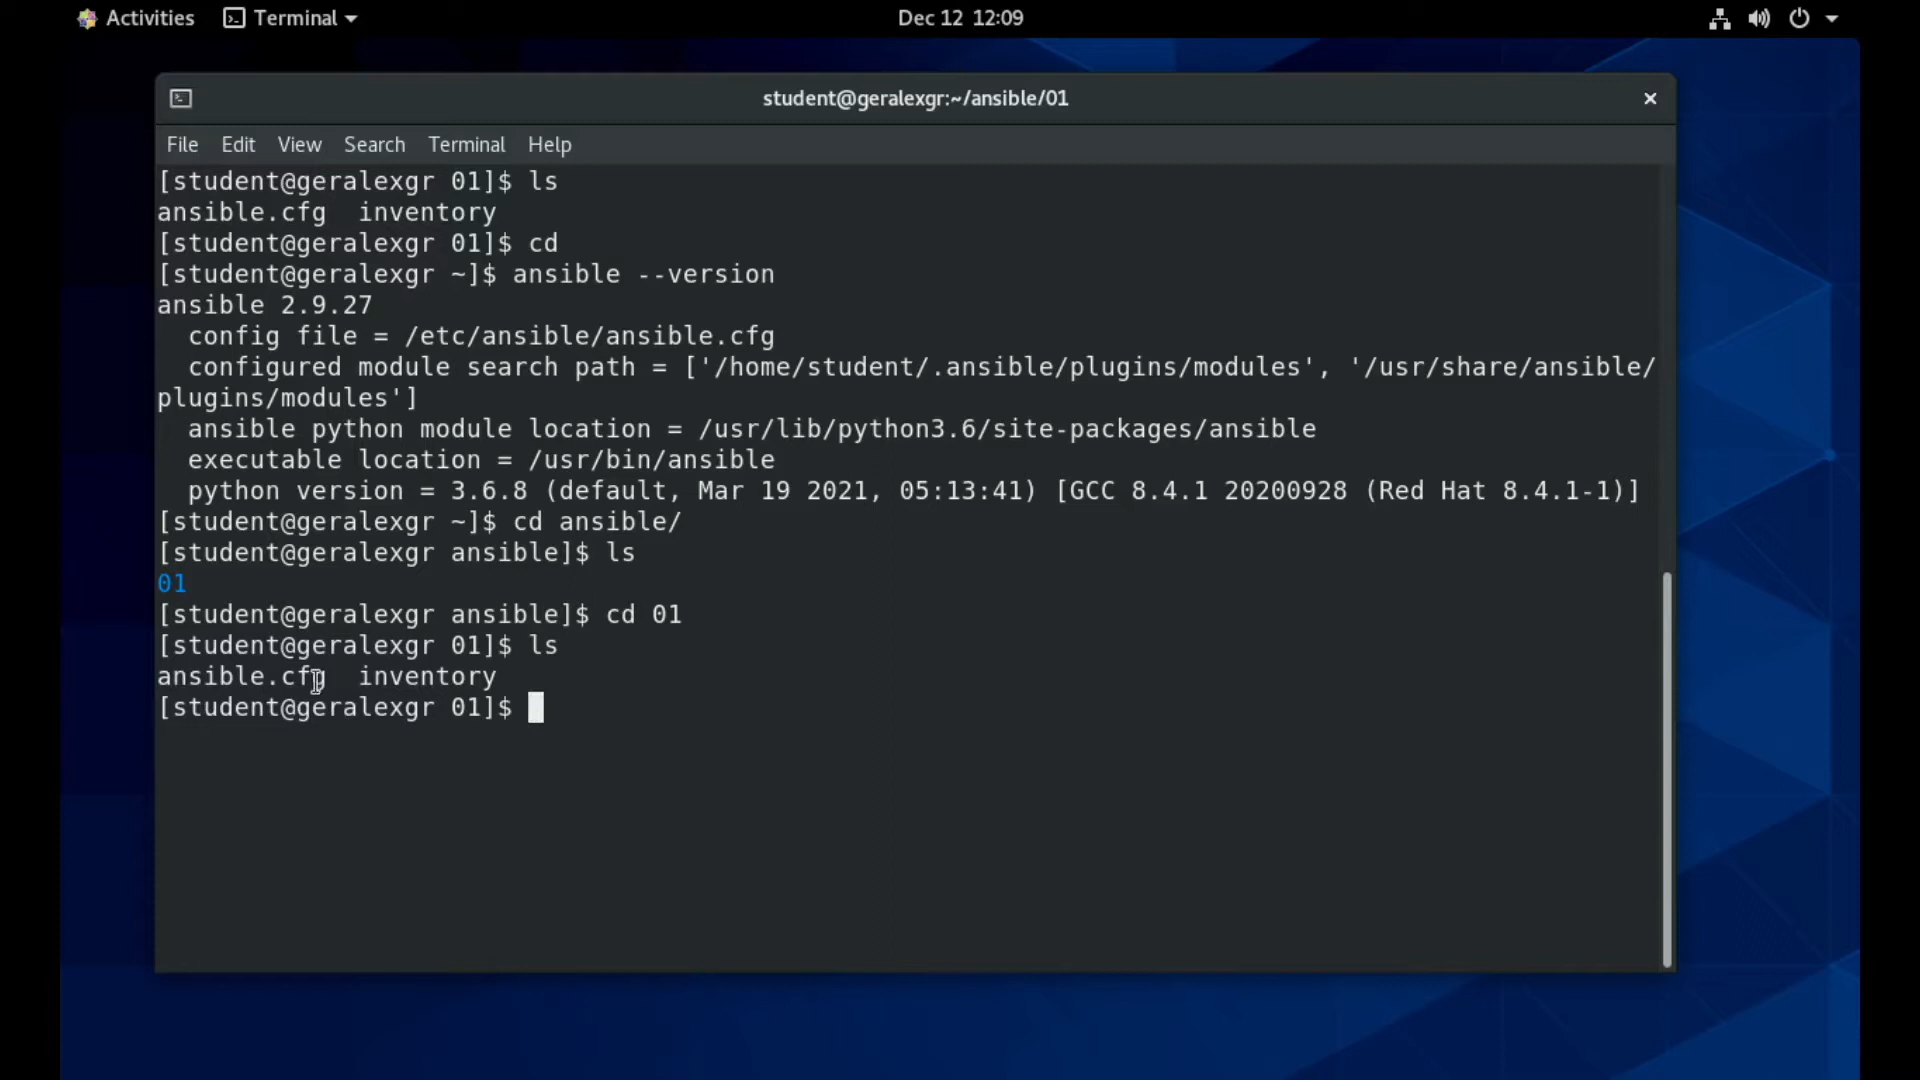 Activities Terminal Dec 12 12:09
student@geralexgr:~/ansible/01
File Edit View Search Terminal Help
[student@geralexgr 01]$ ls
ansible.cfg  inventory
[student@geralexgr 01]$ cd
[student@geralexgr ~]$ ansible --version
ansible 2.9.27
  config file = /etc/ansible/ansible.cfg
  configured module search path = ['/home/student/.ansible/plugins/modules', '/usr/share/ansible/
plugins/modules']
  ansible python module location = /usr/lib/python3.6/site-packages/ansible
  executable location = /usr/bin/ansible
  python version = 3.6.8 (default, Mar 19 2021, 05:13:41) [GCC 8.4.1 20200928 (Red Hat 8.4.1-1)]
[student@geralexgr ~]$ cd ansible/
[student@geralexgr ansible]$ ls
01
[student@geralexgr ansible]$ cd 01
[student@geralexgr 01]$ ls
ansible.cfg  inventory
[student@geralexgr 01]$